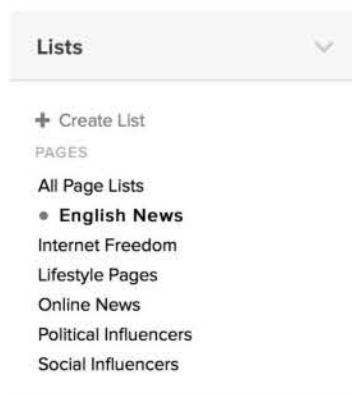 Lists
+ Create List
PAGES
All Page Lists
• English News
Internet Freedom
Lifestyle Pages
Online News
Political Influencers
Social Influencers